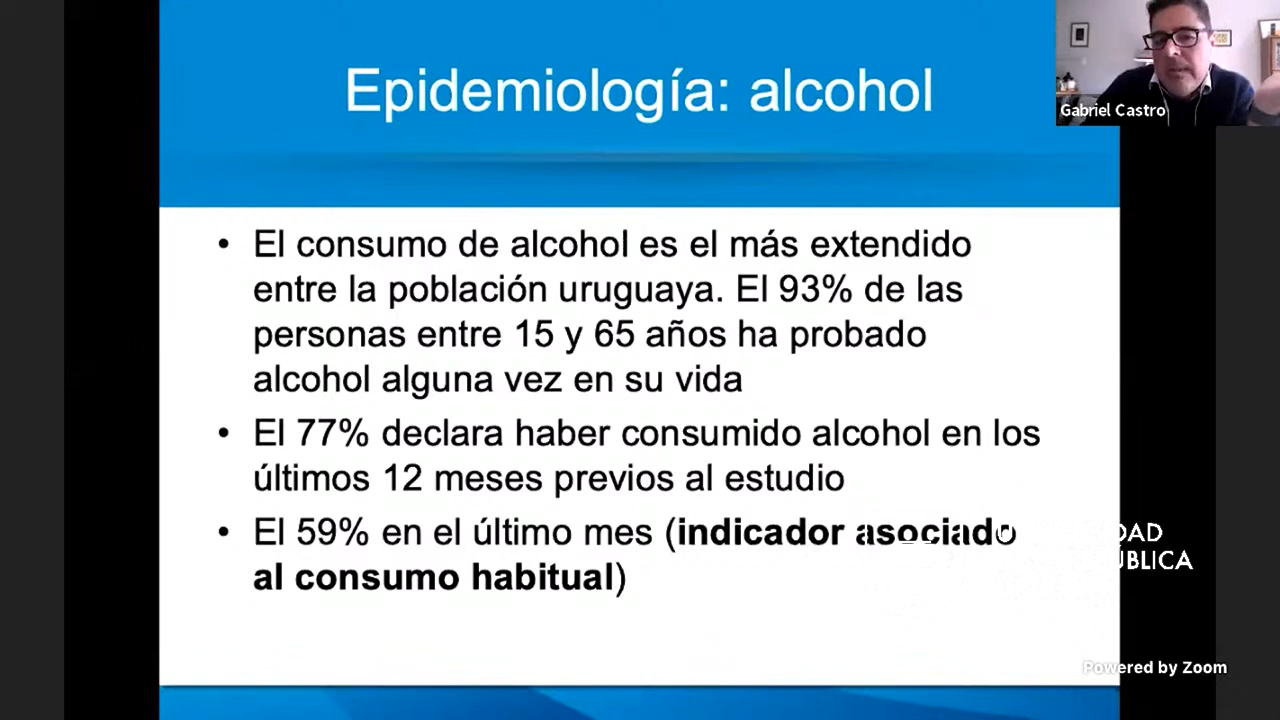 Epidemiología: alcohol
Gabriel Castro
• El consumo de alcohol es el más extendido
entre la población uruguaya. El 93% de las
personas entre 15 y 65 años ha probado
alcohol alguna vez en su vida
• El 77% declara haber consumido alcohol en los
últimos 12 meses previos al estudio
• El 59% en el último mes (indicador asociado
al consumo habitual)
Powered by Zoom